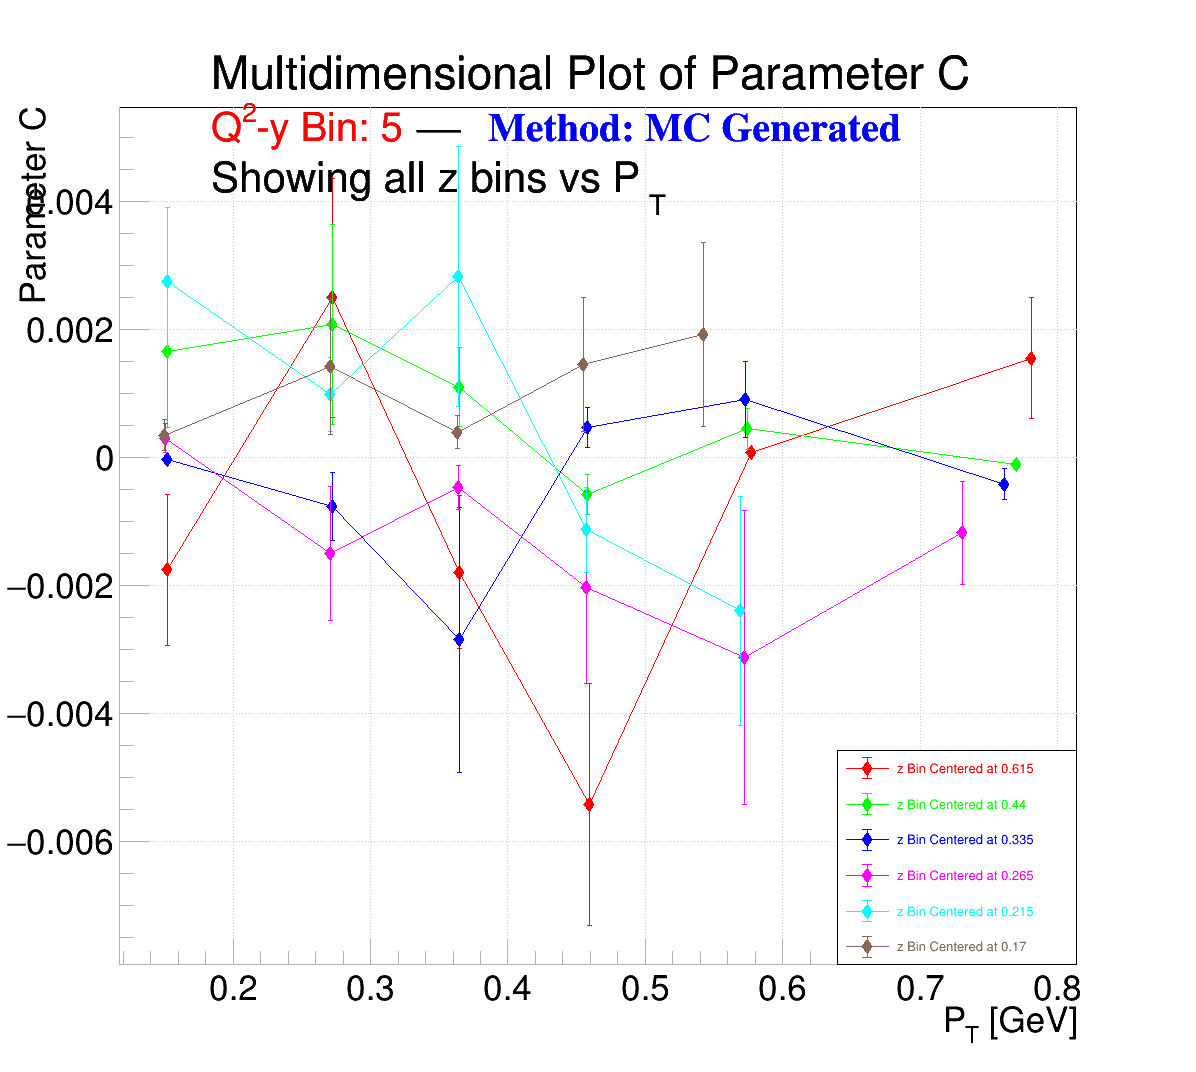 Multidimensional Plot of Parameter C
Q2-y Bin: 5 — Method: MC Generated
Showing all z bins vs PT
Parameter C
0.004
0.002
0
−0.002
−0.004
−0.006
z Bin Centered at 0.615
z Bin Centered at 0.44
z Bin Centered at 0.335
z Bin Centered at 0.265
z Bin Centered at 0.215
z Bin Centered at 0.17
0.2 0.3 0.4 0.5 0.6 0.7 0.8
PT [GeV]